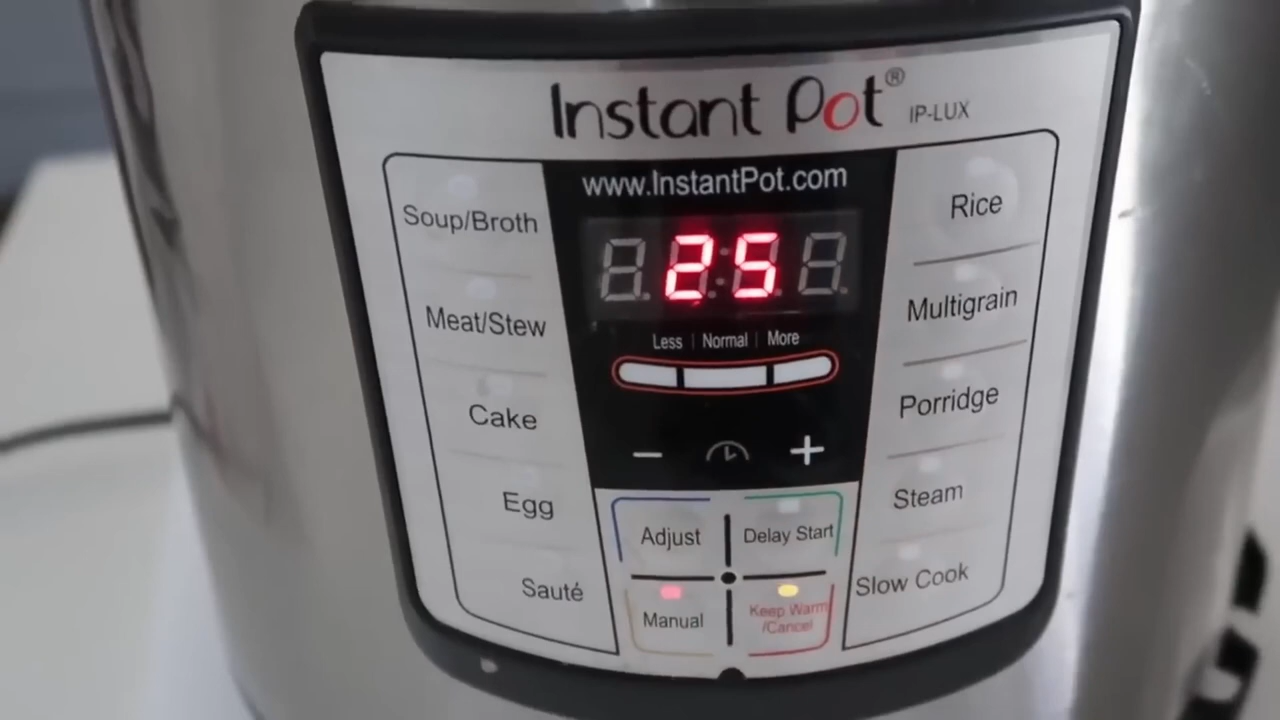 Instant Pot® IP-LUX
www.InstantPot.com
25
Less | Normal | More
− +
Soup/Broth
Meat/Stew
Cake
Egg
Sauté
Rice
Multigrain
Porridge
Steam
Slow Cook
Adjust
Delay Start
Manual
Keep Warm
/Cancel